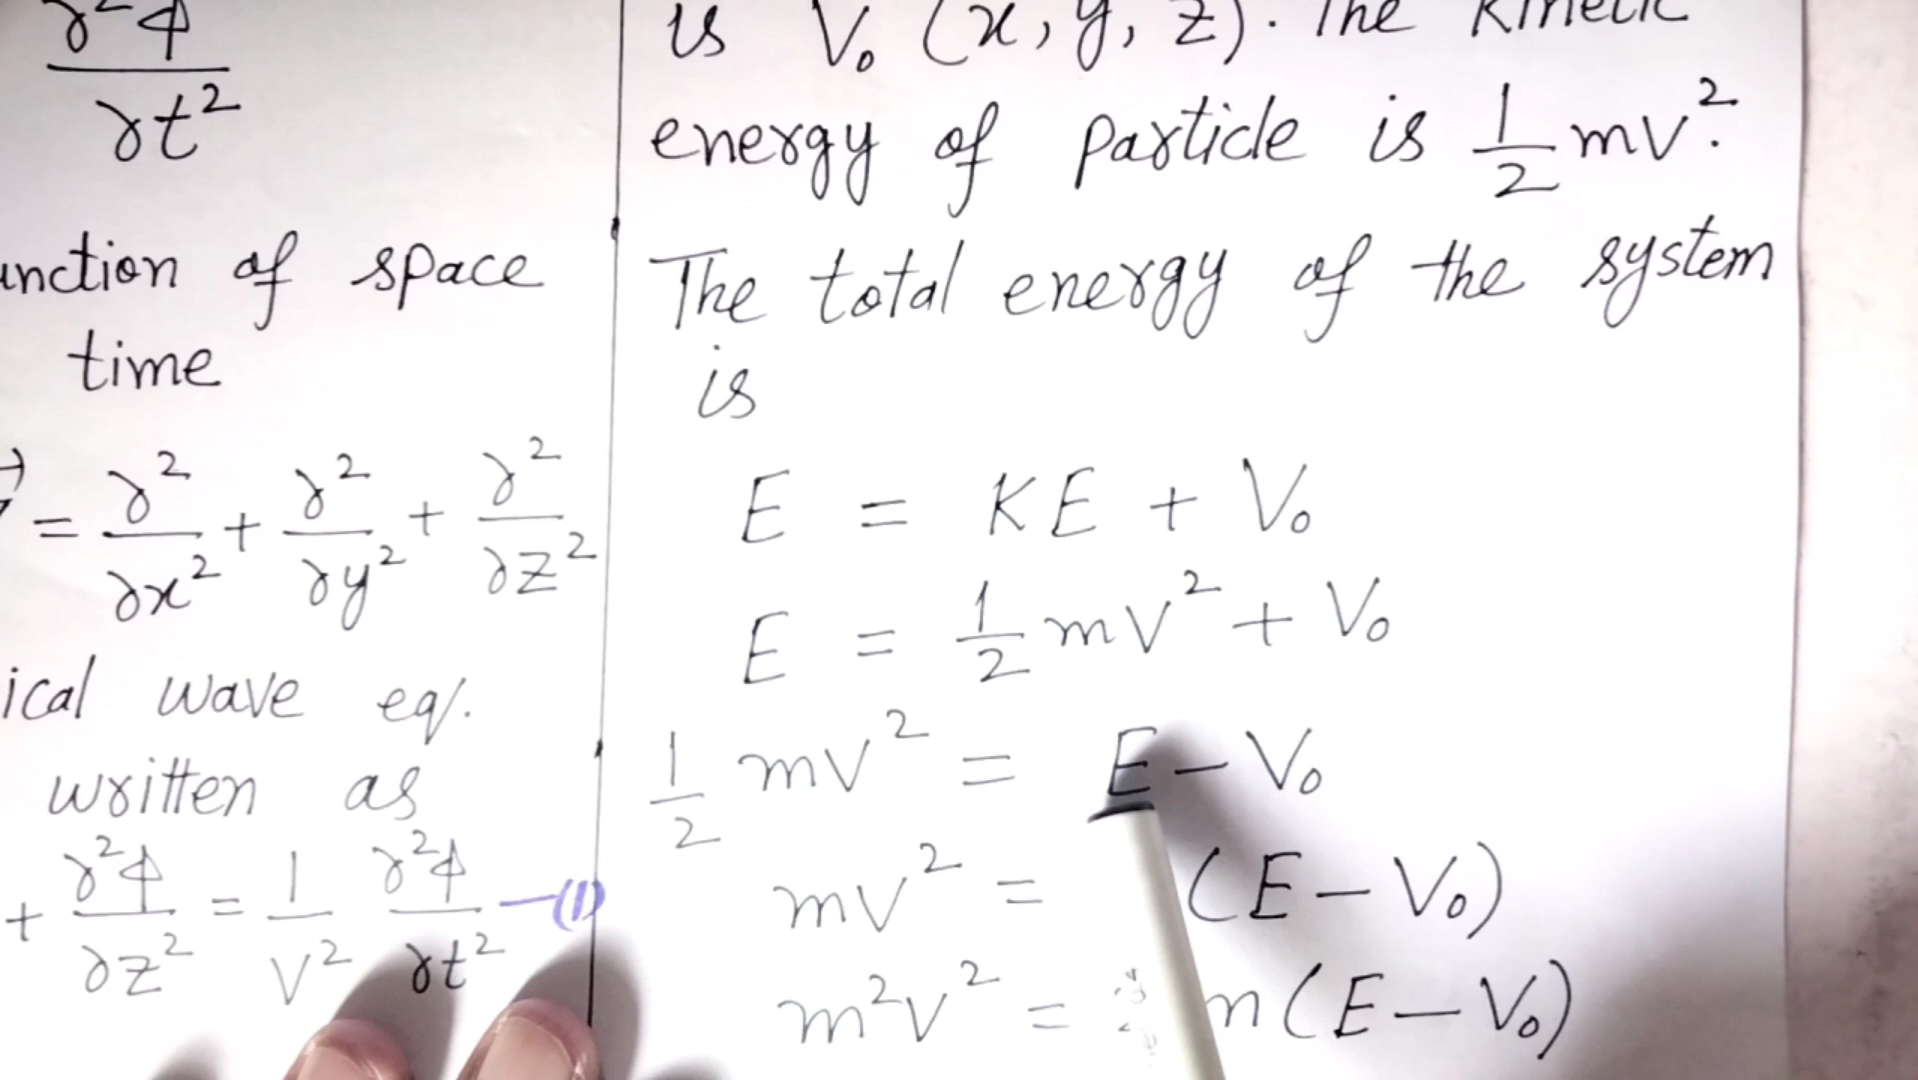 ∂²ϕ
∂t²
unction of space
time
= ∂²/∂x² + ∂²/∂y² + ∂²/∂z²
ical wave eq.
written as
+ ∂²ϕ/∂z² = 1/V² ∂²ϕ/∂t² —(1)
is V₀ (x, y, z). The Kinetic
energy of particle is 1/2 mv².
The total energy of the system
is
E = KE + V₀
E = 1/2 mv² + V₀
1/2 mv² = E – V₀
mv² = (E – V₀)
m²v² = m(E – V₀)